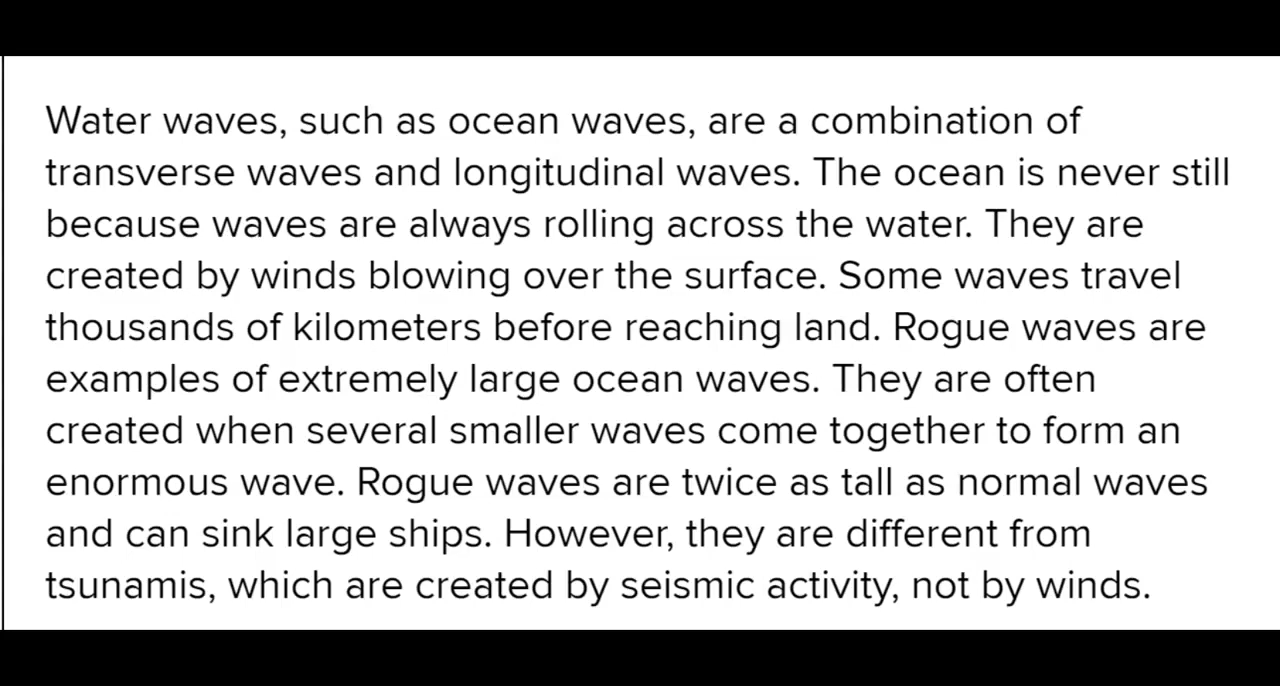 Water waves, such as ocean waves, are a combination of
transverse waves and longitudinal waves. The ocean is never still
because waves are always rolling across the water. They are
created by winds blowing over the surface. Some waves travel
thousands of kilometers before reaching land. Rogue waves are
examples of extremely large ocean waves. They are often
created when several smaller waves come together to form an
enormous wave. Rogue waves are twice as tall as normal waves
and can sink large ships. However, they are different from
tsunamis, which are created by seismic activity, not by winds.